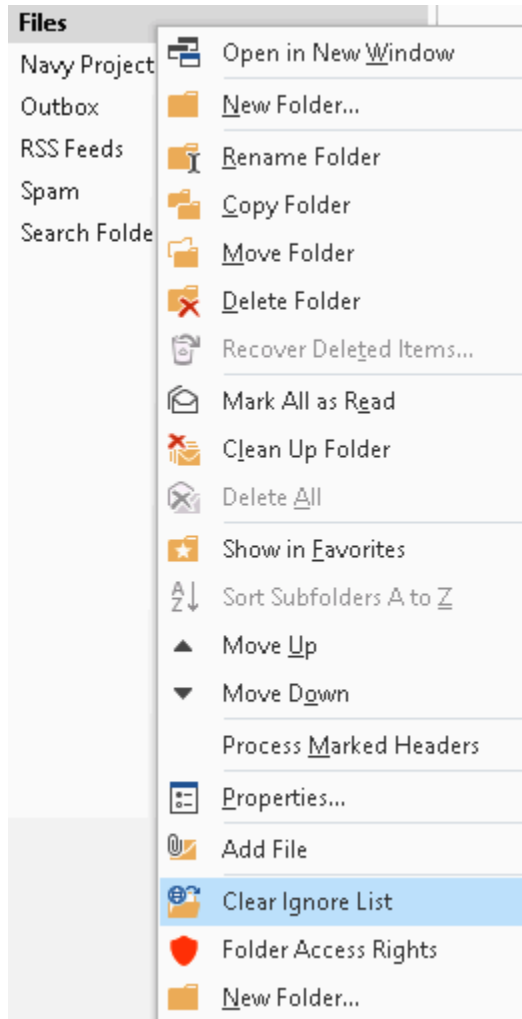 Files
Navy Project
Outbox
RSS Feeds
Spam
Search Folde
Open in New Window
New Folder...
Rename Folder
Copy Folder
Move Folder
Delete Folder
Recover Deleted Items...
Mark All as Read
Clean Up Folder
Delete All
Show in Favorites
Sort Subfolders A to Z
Move Up
Move Down
Process Marked Headers
Properties...
Add File
Clear Ignore List
Folder Access Rights
New Folder...